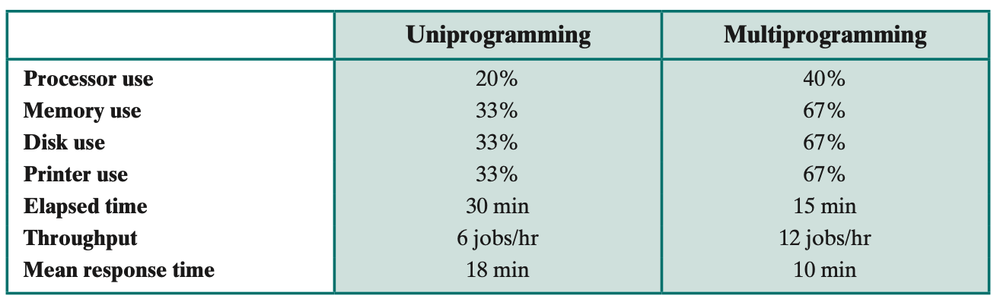 Uniprogramming Multiprogramming
Processor use 20% 40%
Memory use 33% 67%
Disk use 33% 67%
Printer use 33% 67%
Elapsed time 30 min 15 min
Throughput 6 jobs/hr 12 jobs/hr
Mean response time 18 min 10 min